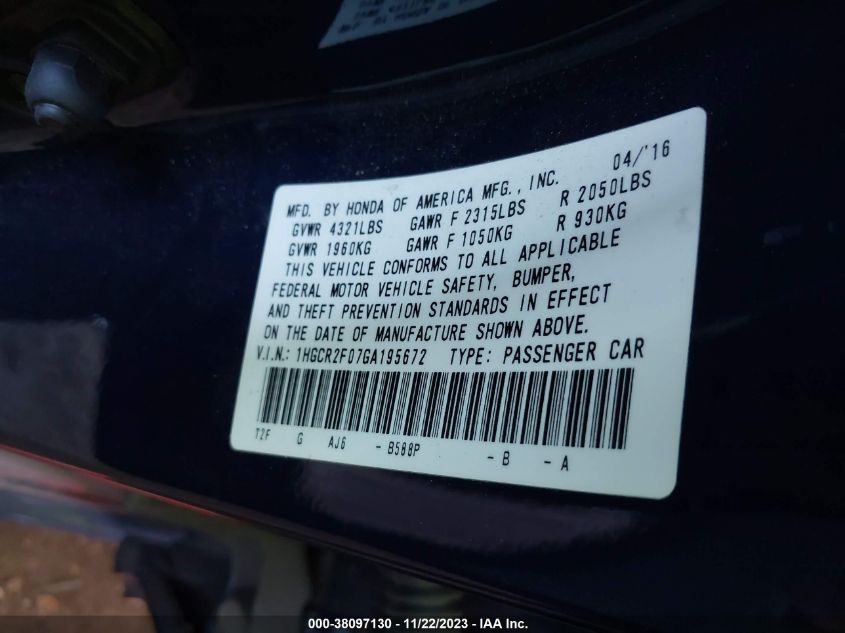 04/'16
MFD. BY HONDA OF AMERICA MFG., INC.
GVWR 4321LBS GAWR F 2315LBS R 2050LBS
GVWR 1960KG GAWR F 1050KG R 930KG
THIS VEHICLE CONFORMS TO ALL APPLICABLE
FEDERAL MOTOR VEHICLE SAFETY, BUMPER,
AND THEFT PREVENTION STANDARDS IN EFFECT
ON THE DATE OF MANUFACTURE SHOWN ABOVE.
V.I.N.: 1HGCR2F07GA195672 TYPE: PASSENGER CAR
T2F G AJ6 - B588P - B - A
000-38097130 - 11/22/2023 - IAA Inc.